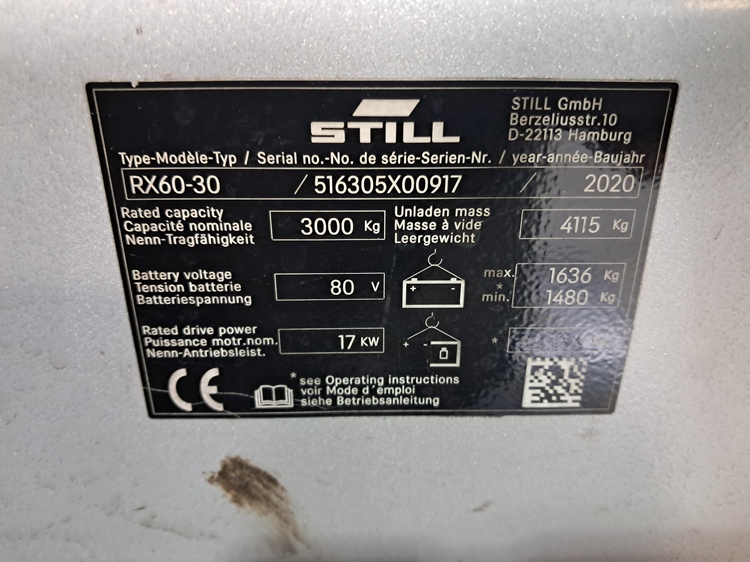 STILL
STILL GmbH
Berzeliusstr.10
D-22113 Hamburg
Type-Modèle-Typ / Serial no.-No. de série-Serien-Nr. / year-année-Baujahr
RX60-30 / 516305X00917 / 2020
Rated capacity
Capacité nominale
Nenn-Tragfähigkeit
3000 Kg
Unladen mass
Masse à vide
Leergewicht
4115 Kg
Battery voltage
Tension batterie
Batteriespannung
80 V
+ -
max. 1636 Kg
*
min. 1480 Kg
Rated drive power
Puissance motr.nom.
Nenn-Antriebsleist.
17 KW
+ -
*
CE
*see Operating instructions
voir Mode d'emploi
siehe Betriebsanleitung